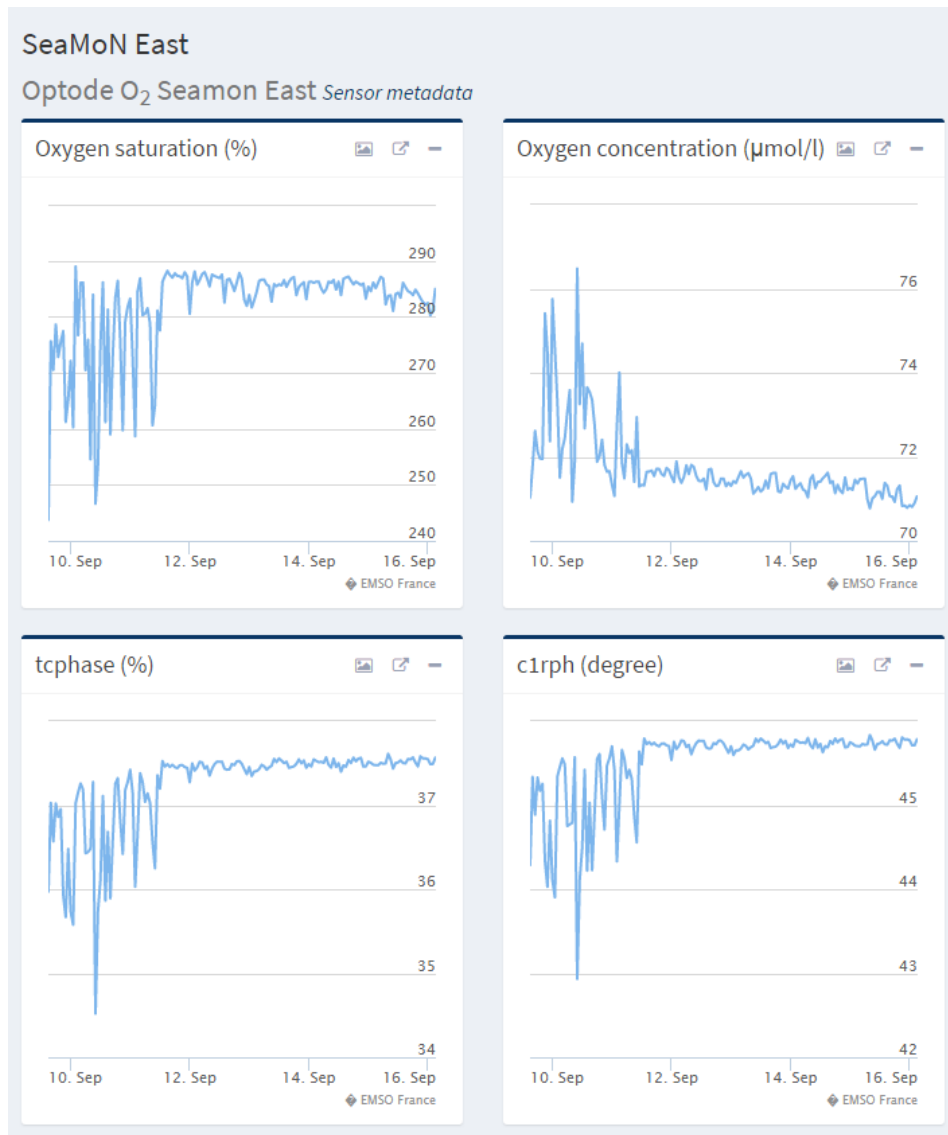 SeaMoN East
Optode O₂ Seamon East Sensor metadata
Oxygen saturation (%)
290
280
270
260
250
240
10. Sep 12. Sep 14. Sep 16. Sep
� EMSO France
Oxygen concentration (μmol/l)
76
74
72
70
10. Sep 12. Sep 14. Sep 16. Sep
� EMSO France
tcphase (%)
37
36
35
34
10. Sep 12. Sep 14. Sep 16. Sep
� EMSO France
c1rph (degree)
45
44
43
42
10. Sep 12. Sep 14. Sep 16. Sep
� EMSO France